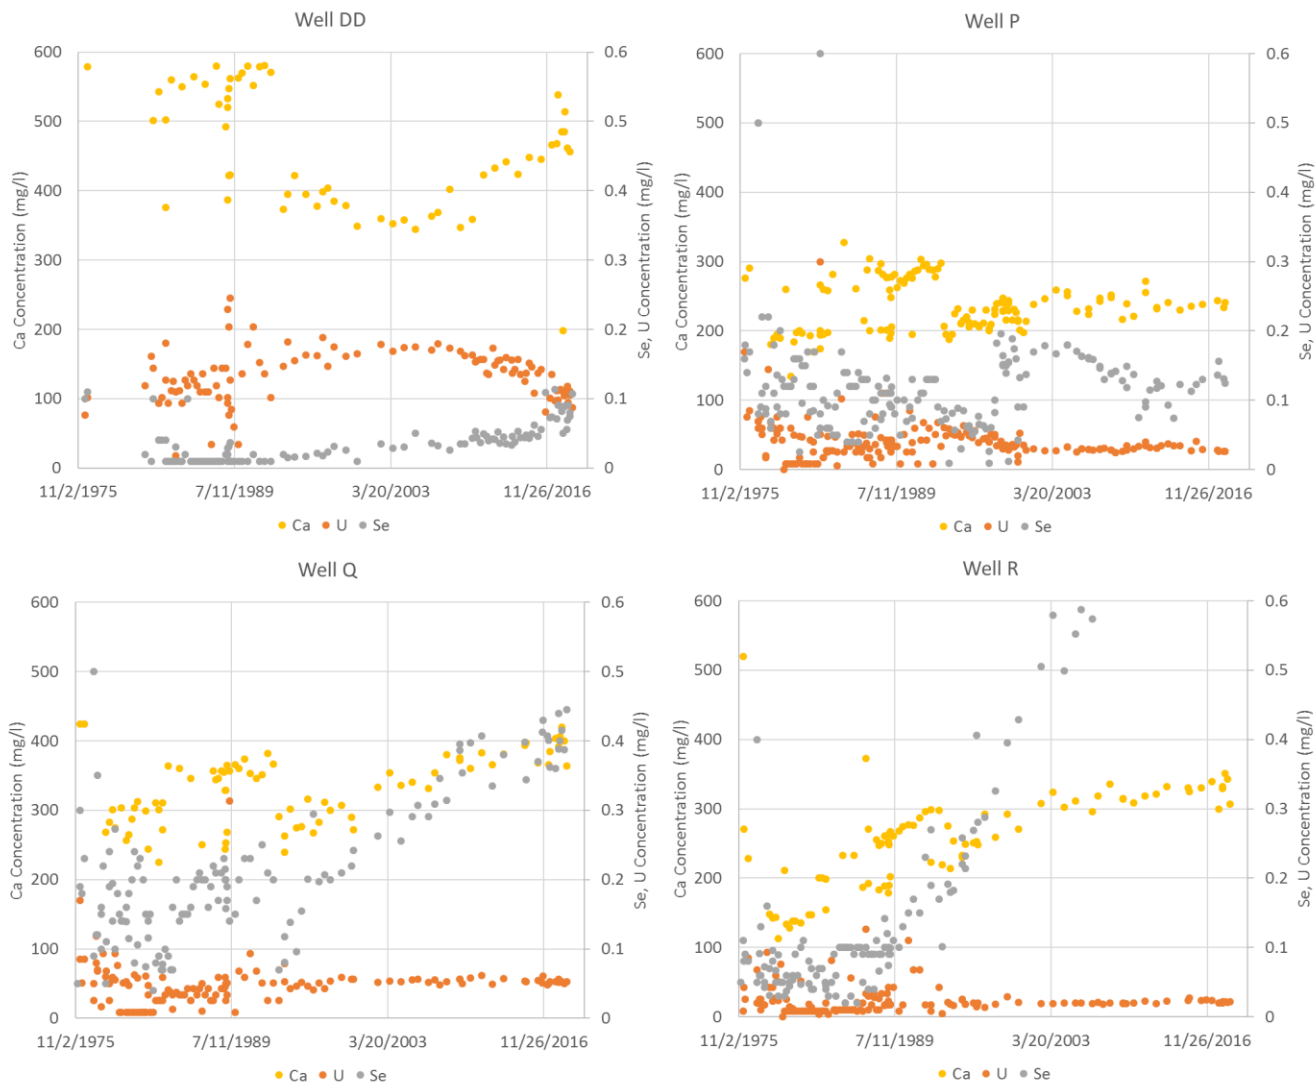 Well DD
600
500
400
300
200
100
0
Ca Concentration (mg/l)
0.6
0.5
0.4
0.3
0.2
0.1
0
Se, U Concentration (mg/l)
11/2/1975 7/11/1989 3/20/2003 11/26/2016
Ca U Se
Well P
600
500
400
300
200
100
0
Ca Concentration (mg/l)
0.6
0.5
0.4
0.3
0.2
0.1
0
Se, U Concentration (mg/l)
11/2/1975 7/11/1989 3/20/2003 11/26/2016
Ca U Se
Well Q
600
500
400
300
200
100
0
Ca Concentration (mg/l)
0.6
0.5
0.4
0.3
0.2
0.1
0
Se, U Concentration (mg/l)
11/2/1975 7/11/1989 3/20/2003 11/26/2016
Ca U Se
Well R
600
500
400
300
200
100
0
Ca Concentration (mg/l)
0.6
0.5
0.4
0.3
0.2
0.1
0
Se, U Concentration (mg/l)
11/2/1975 7/11/1989 3/20/2003 11/26/2016
Ca U Se